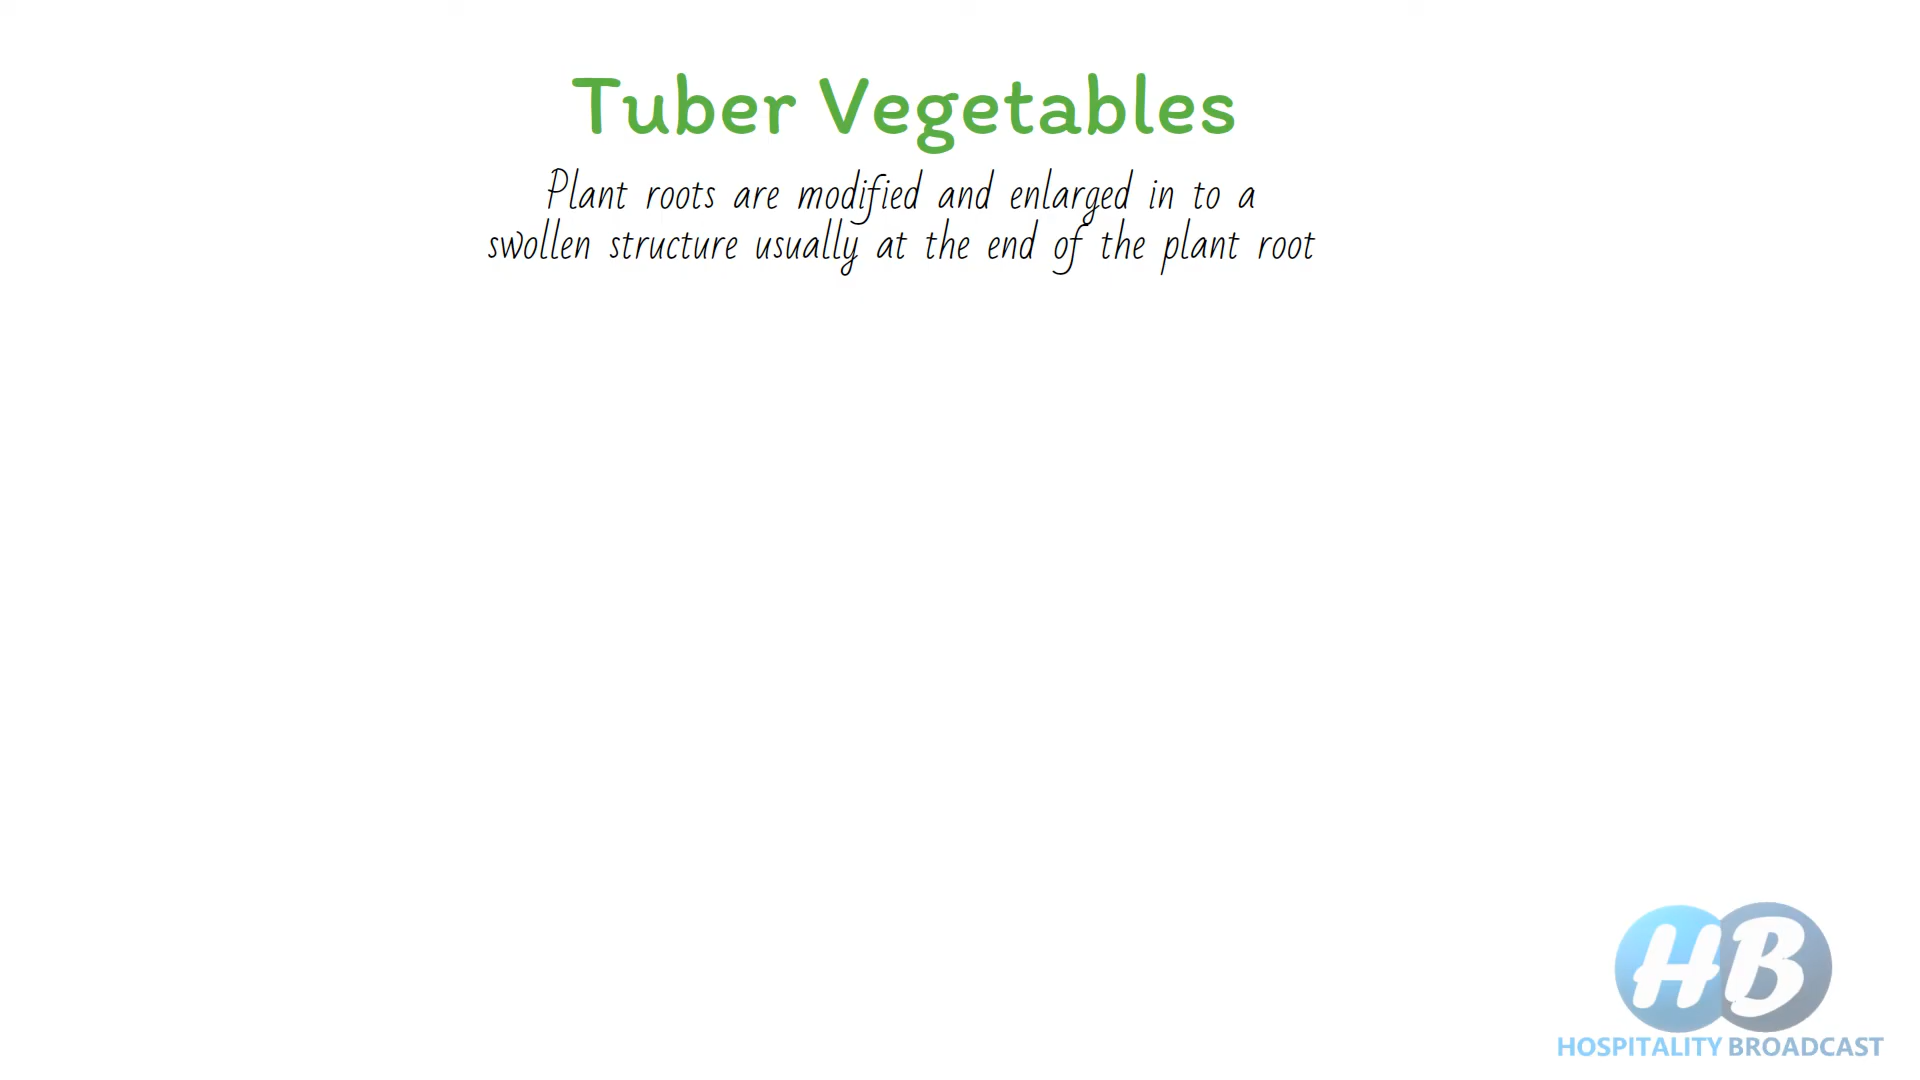 Tuber Vegetables
Plant roots are modified and enlarged in to a
swollen structure usually at the end of the plant root
HB
HOSPITALITY BROADCAST